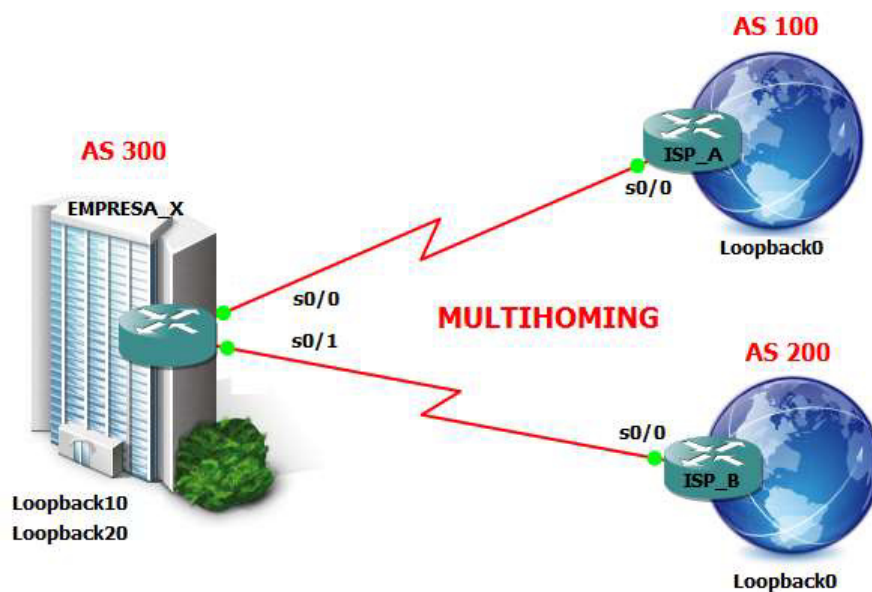 AS 100
ISP_A
s0/0
Loopback0
AS 300
EMPRESA_X
s0/0
s0/1
MULTIHOMING
Loopback10
Loopback20
AS 200
s0/0
ISP_B
Loopback0